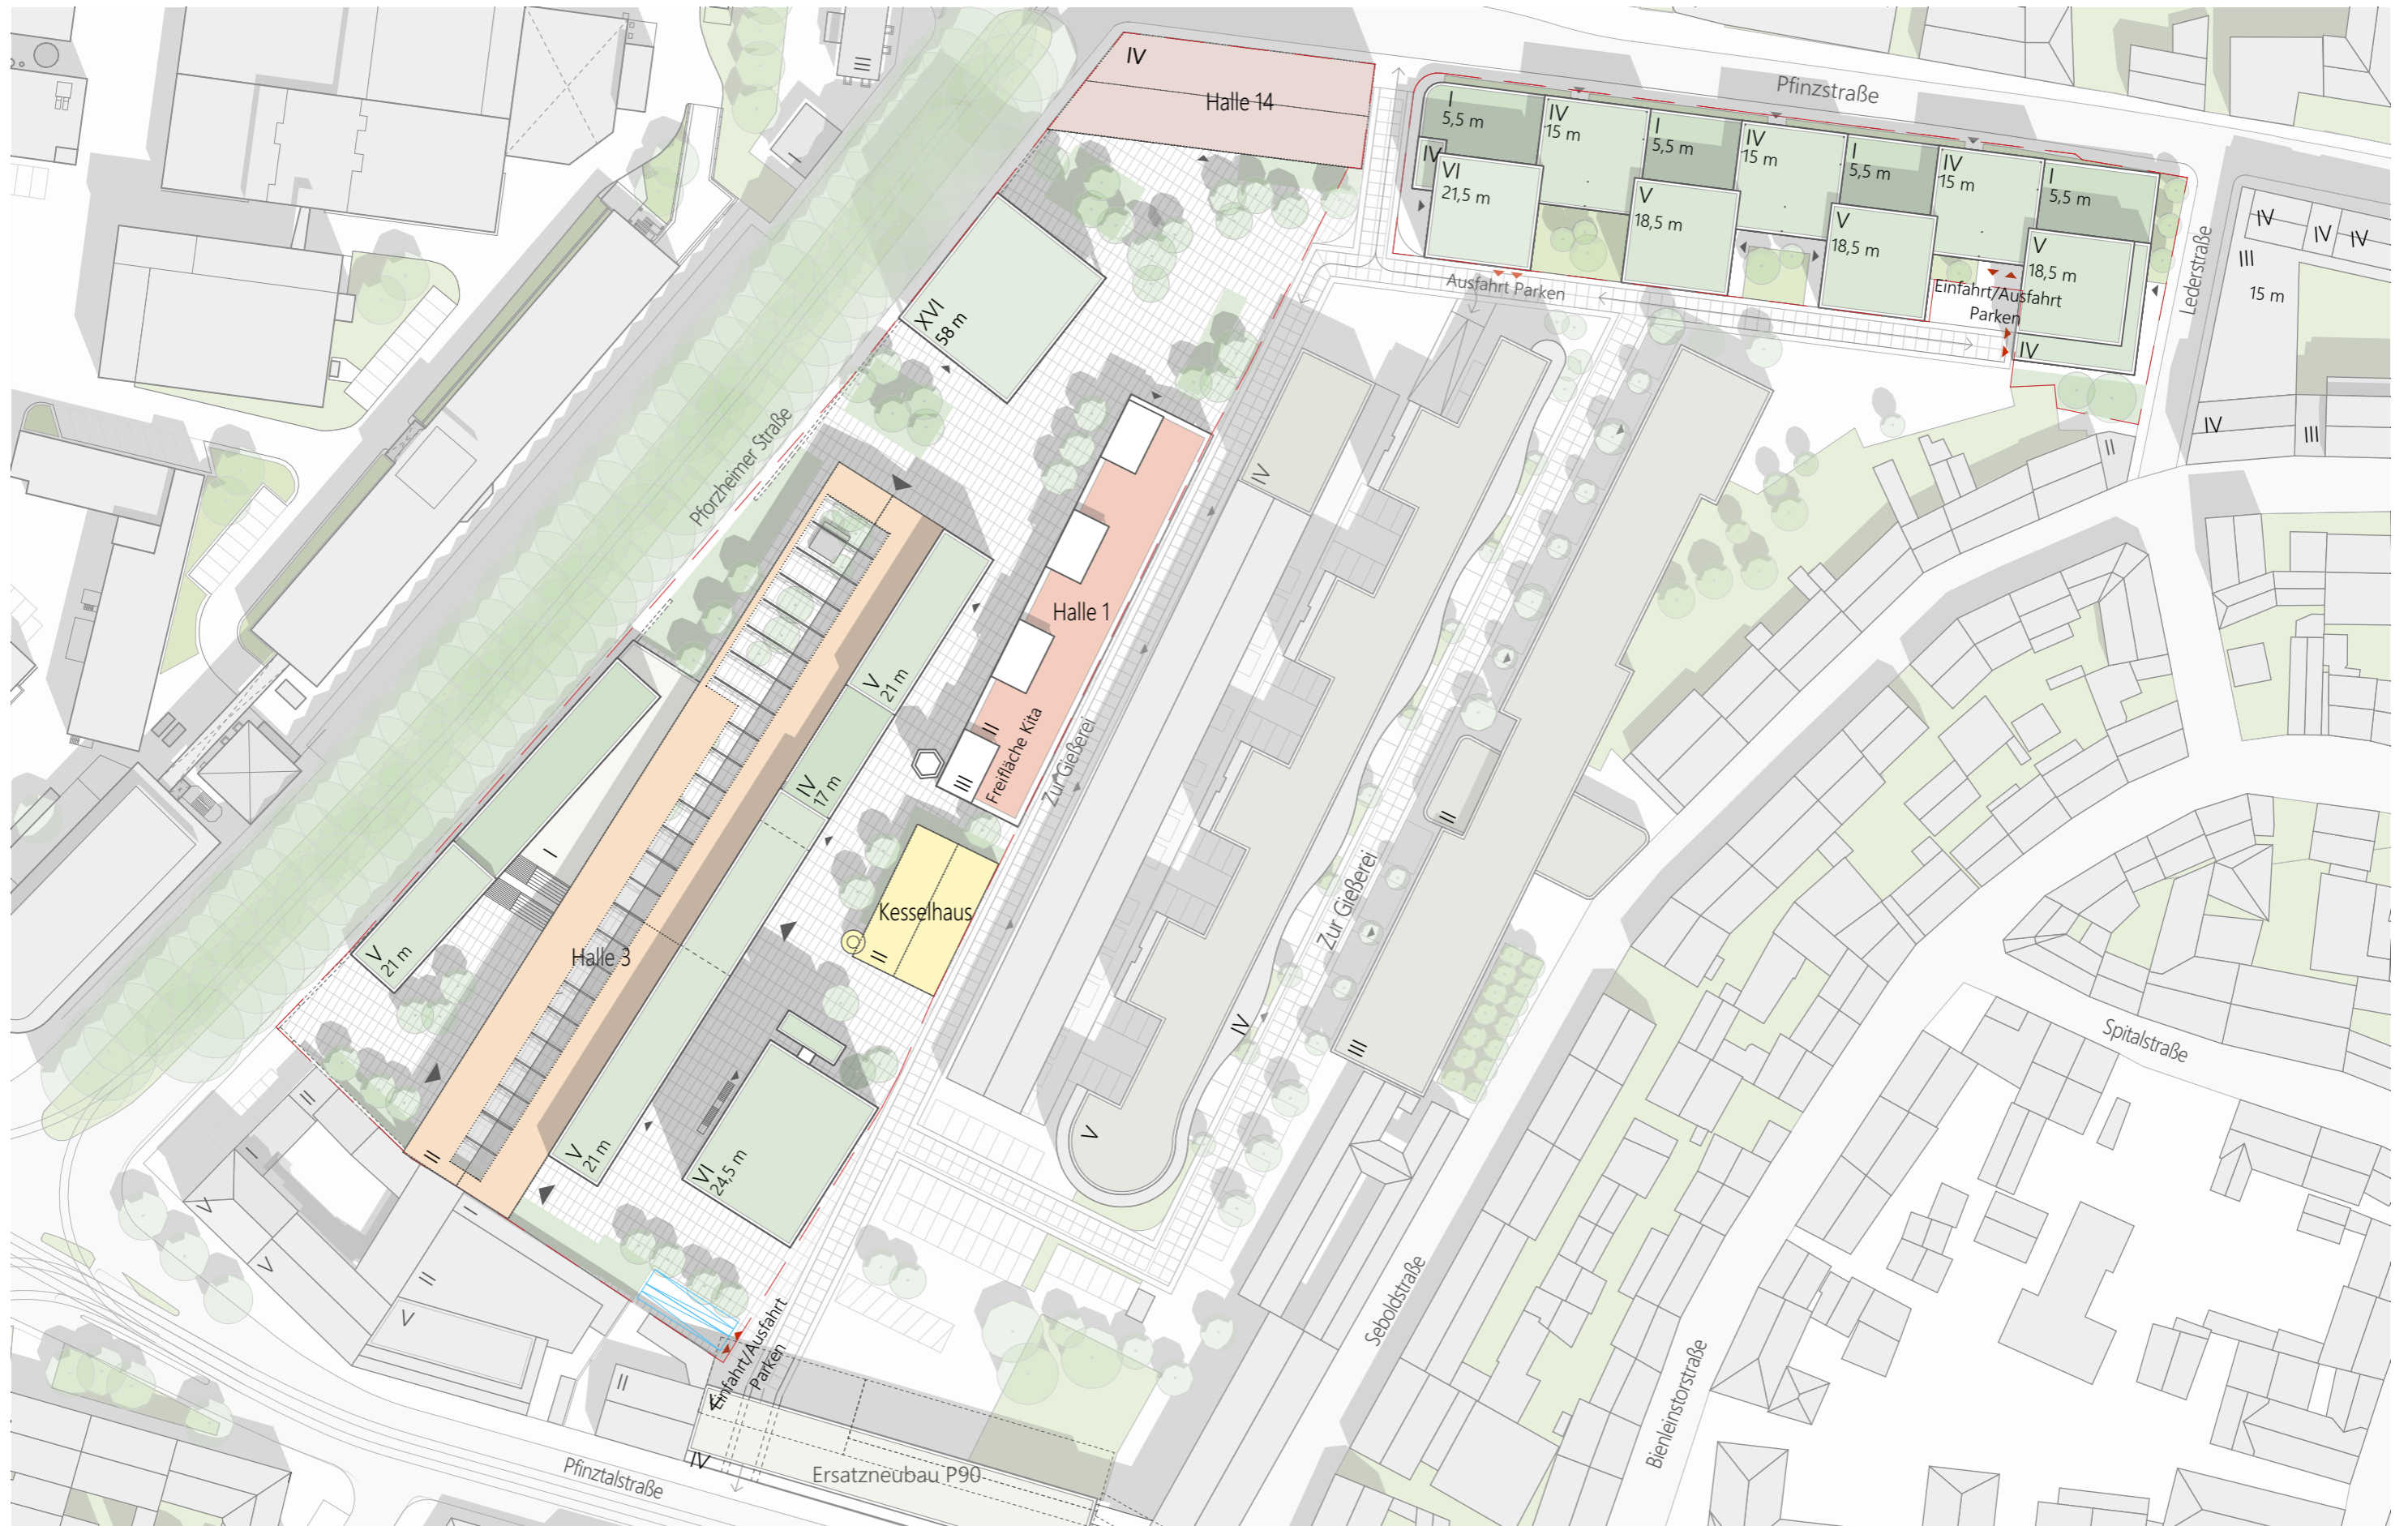 III
I
IV
Halle 14
Pfinzstraße
I
5,5 m
IV
15 m
I
5,5 m
IV
15 m
I
5,5 m
IV
15 m
I
5,5 m
IV
VI
21,5 m
V
18,5 m
V
18,5 m
V
18,5 m
IV
Ausfahrt Parken
Einfahrt/Ausfahrt
Parken
Lederstraße
IV
IV
IV
III
15 m
IV
III
II
XVI
58 m
Pforzheimer Straße
IV
Halle 1
II
III
Freifläche Kita
Zur Gießerei
V
21 m
IV
17 m
I
V
21 m
Halle 3
Kesselhaus
II
II
Zur Gießerei
IV
III
V
Spitalstraße
III
I
V
V
II
V
II
I
V
21 m
VI
24,5 m
Einfahrt/Ausfahrt
Parken
II
IV
Ersatzneubau P90
Pfinztalstraße
Seboldstraße
Bienleinstorstraße